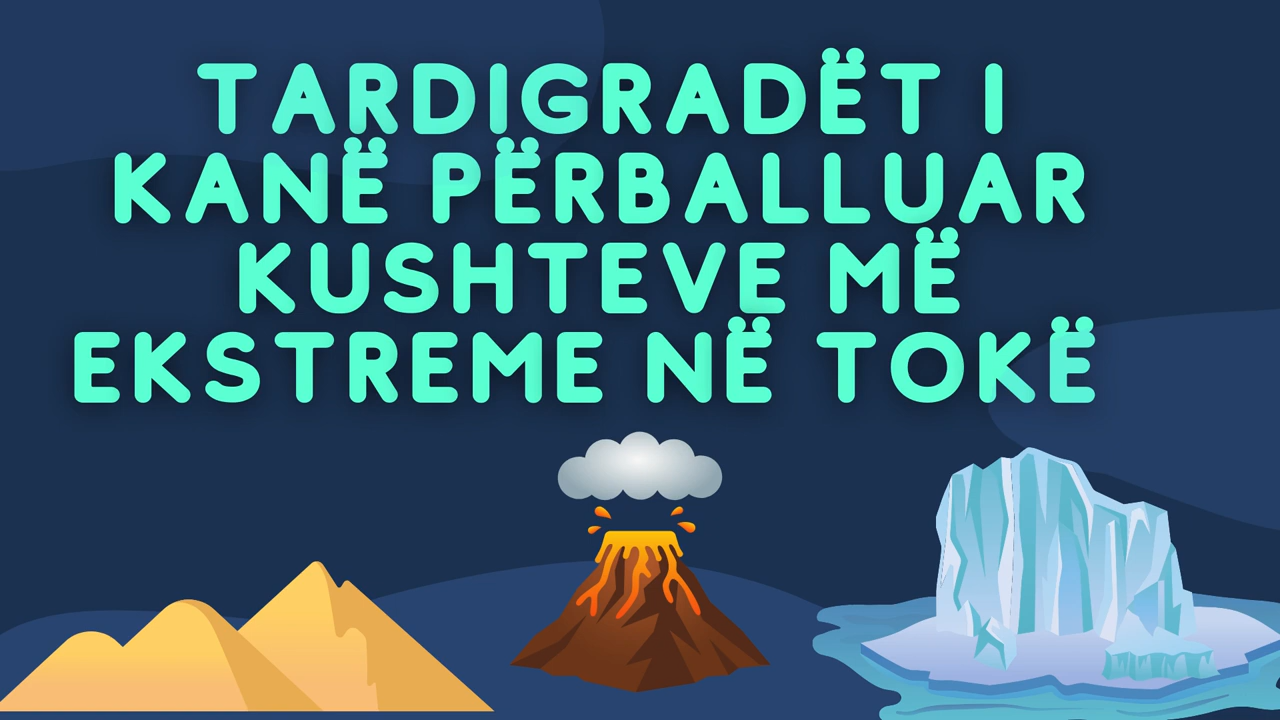 TARDIGRADËT I
KANË PËRBALLUAR
KUSHTEVE MË
EKSTREME NË TOKË